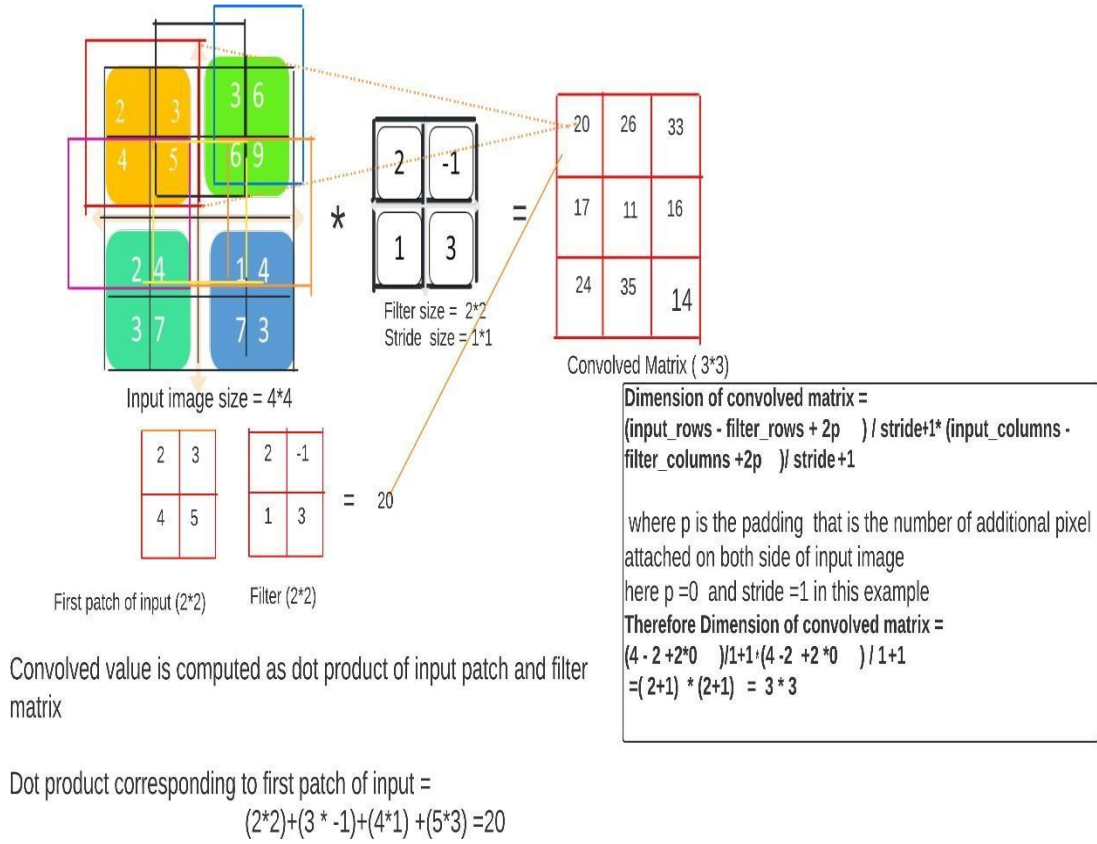 2 3 3 6
4 5 6 9
2 4 1 4
3 7 7 3
Input image size = 4*4
*
2 -1
1 3
Filter size = 2*2
Stride size = 1*1
=
20 26 33
17 11 16
24 35 14
Convolved Matrix ( 3*3)
2 3
4 5
First patch of input (2*2)
2 -1
1 3
Filter (2*2)
= 20
Dimension of convolved matrix =
(input_rows - filter_rows + 2p ) / stride+1* (input_columns -
filter_columns +2p )/ stride +1
where p is the padding that is the number of additional pixel
attached on both side of input image
here p =0 and stride =1 in this example
Therefore Dimension of convolved matrix =
(4 - 2 +2*0 )/1+1*(4 -2 +2 *0 ) / 1+1
=( 2+1) * (2+1) = 3 * 3
Convolved value is computed as dot product of input patch and filter
matrix
Dot product corresponding to first patch of input =
(2*2)+(3 * -1)+(4*1) +(5*3) =20